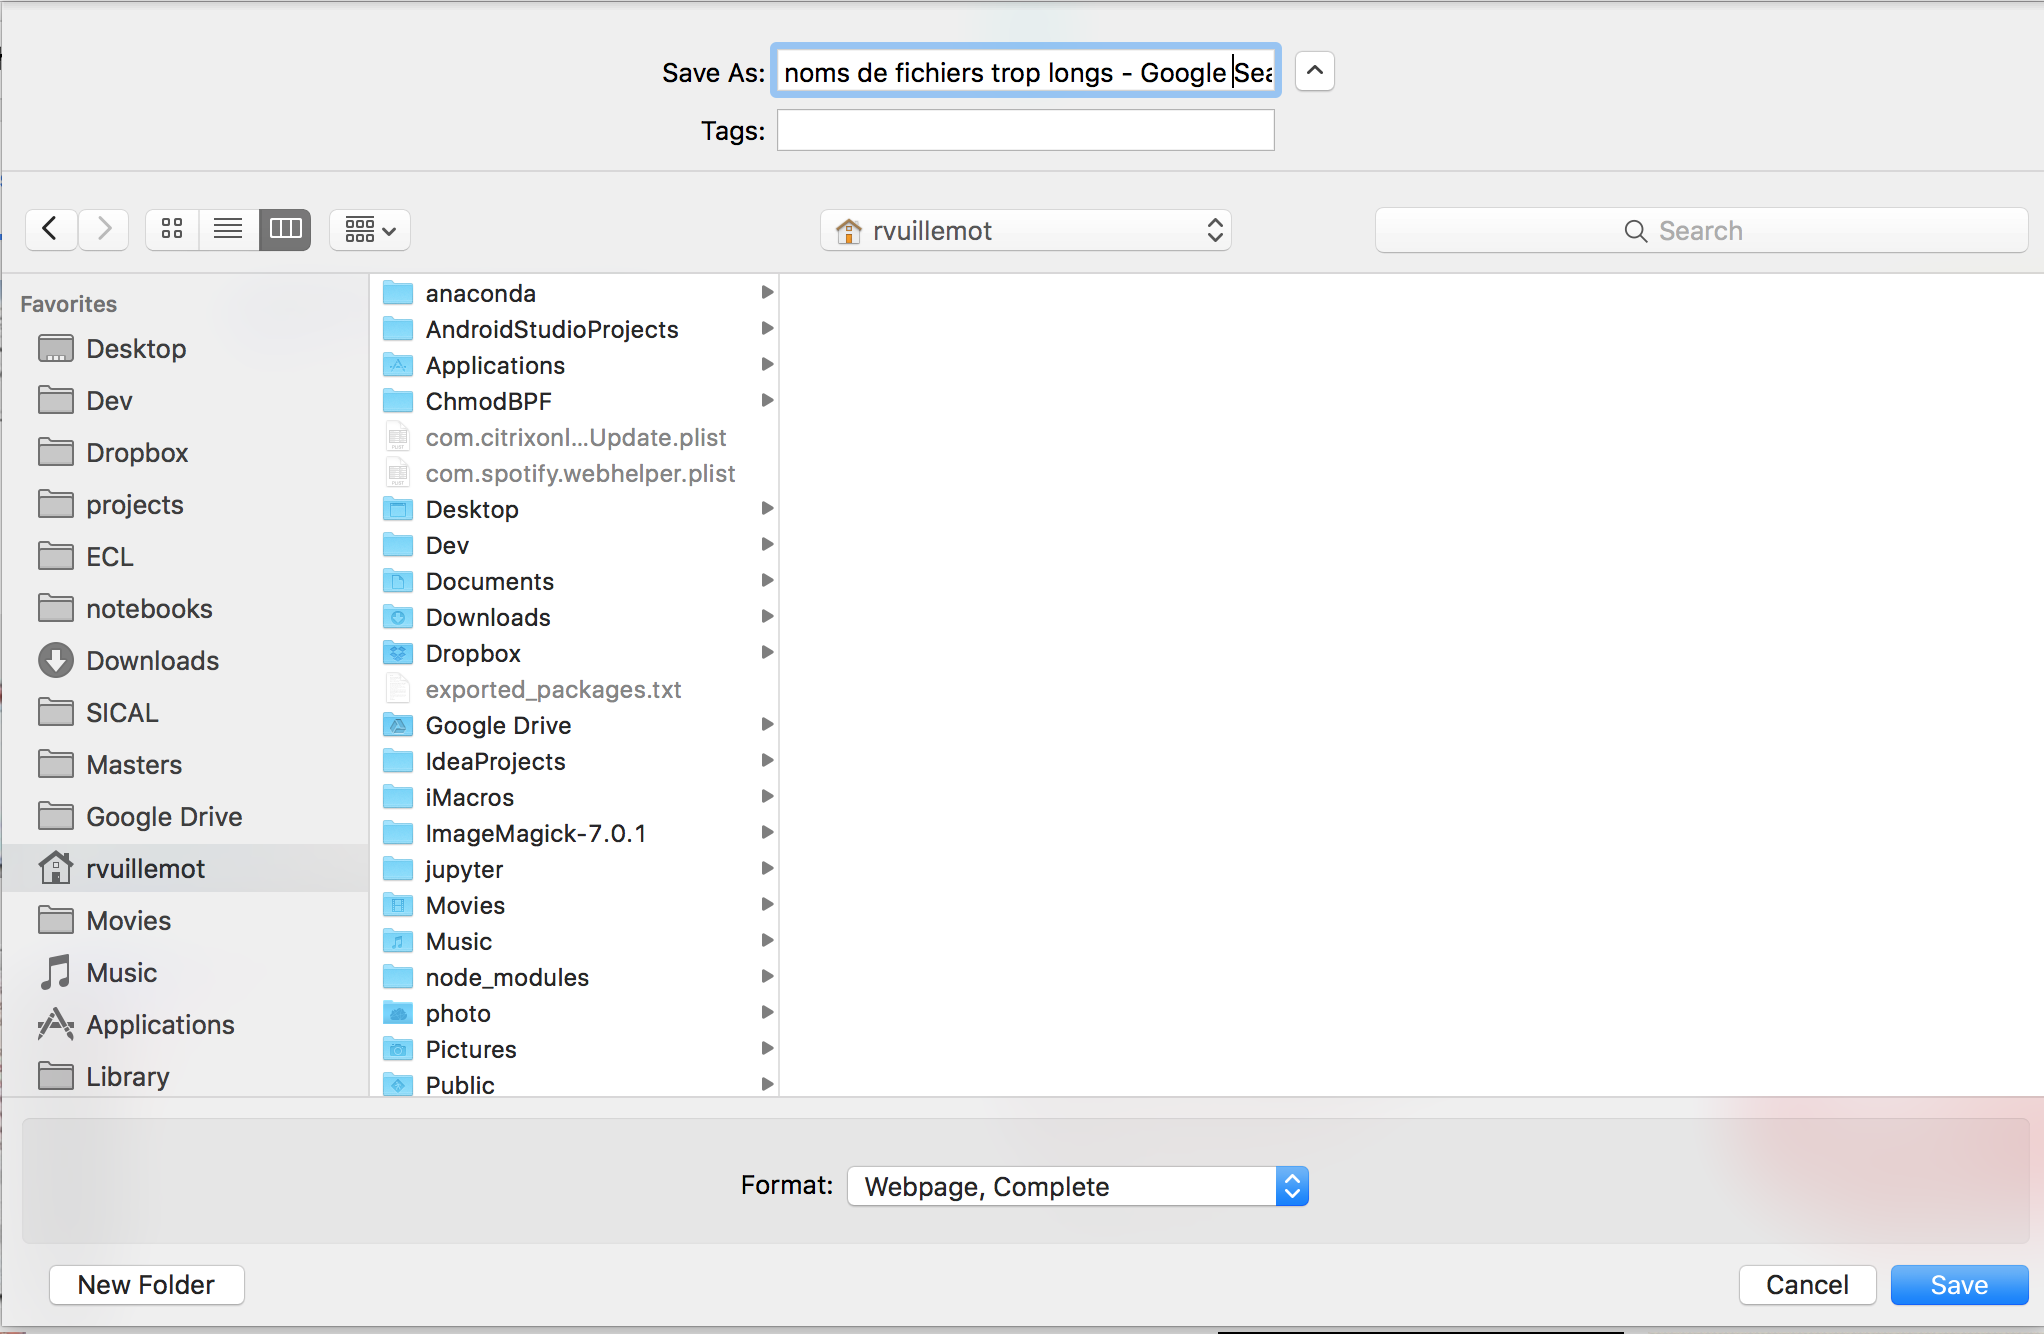 Save As: noms de fichiers trop longs - Google Sea
Tags:
rvuillemot
Search
Favorites
Desktop
Dev
Dropbox
projects
ECL
notebooks
Downloads
SICAL
Masters
Google Drive
rvuillemot
Movies
Music
Applications
Library
anaconda
AndroidStudioProjects
Applications
ChmodBPF
com.citrixonl...Update.plist
com.spotify.webhelper.plist
Desktop
Dev
Documents
Downloads
Dropbox
exported_packages.txt
Google Drive
IdeaProjects
iMacros
ImageMagick-7.0.1
jupyter
Movies
Music
node_modules
photo
Pictures
Public
Format: Webpage, Complete
New Folder
Cancel
Save